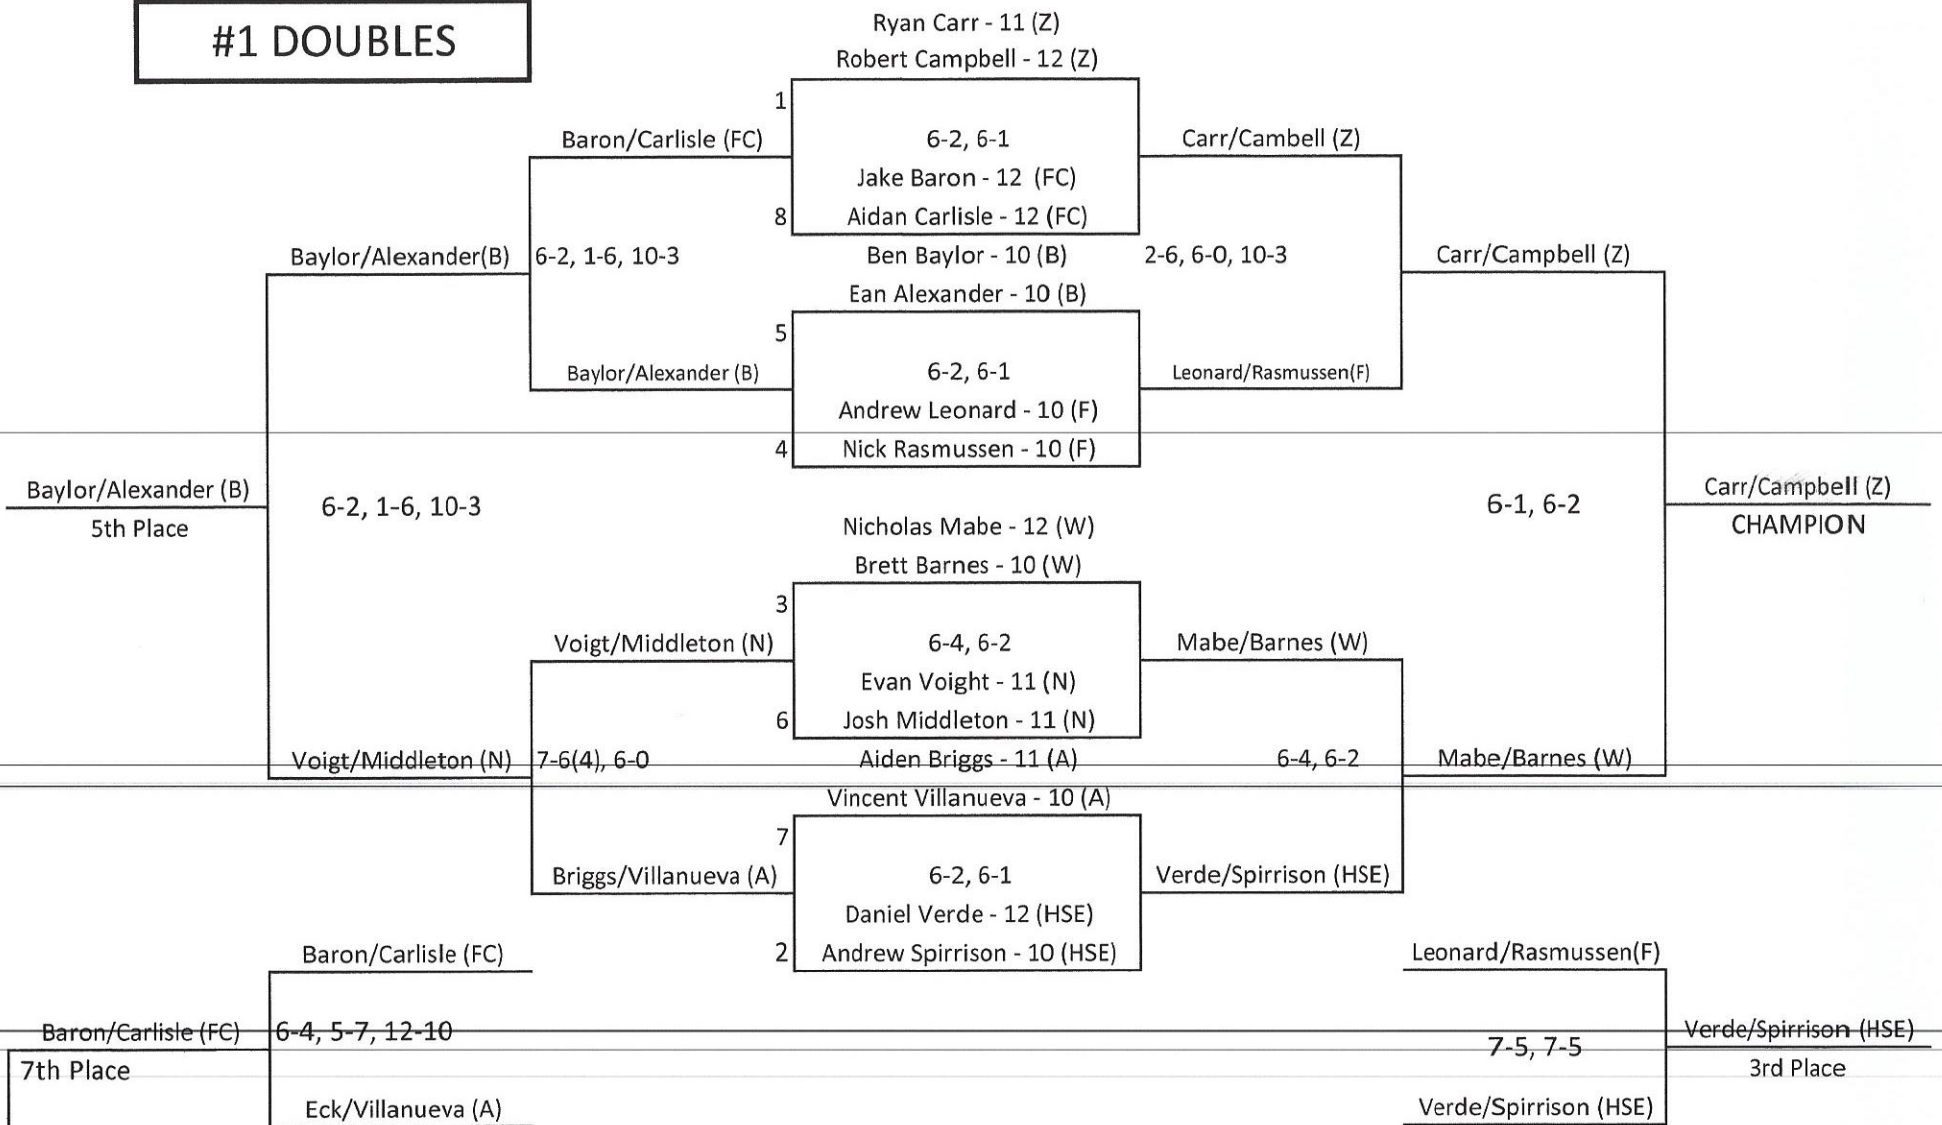 #1 DOUBLES
Ryan Carr - 11 (Z)
Robert Campbell - 12 (Z)
1
Baron/Carlisle (FC)
6-2, 6-1
Carr/Cambell (Z)
Jake Baron - 12 (FC)
8
Aidan Carlisle - 12 (FC)
Baylor/Alexander(B)
6-2, 1-6, 10-3
Ben Baylor - 10 (B)
2-6, 6-0, 10-3
Carr/Campbell (Z)
Ean Alexander - 10 (B)
5
Baylor/Alexander (B)
6-2, 6-1
Leonard/Rasmussen(F)
Andrew Leonard - 10 (F)
4
Nick Rasmussen - 10 (F)
Baylor/Alexander (B)
5th Place
6-2, 1-6, 10-3
6-1, 6-2
Carr/Campbell (Z)
CHAMPION
Nicholas Mabe - 12 (W)
Brett Barnes - 10 (W)
3
Voigt/Middleton (N)
6-4, 6-2
Mabe/Barnes (W)
Evan Voight - 11 (N)
6
Josh Middleton - 11 (N)
Voigt/Middleton (N)
7-6(4), 6-0
Aiden Briggs - 11 (A)
6-4, 6-2
Mabe/Barnes (W)
Vincent Villanueva - 10 (A)
7
Briggs/Villanueva (A)
6-2, 6-1
Verde/Spirrison (HSE)
Daniel Verde - 12 (HSE)
2
Andrew Spirrison - 10 (HSE)
Baron/Carlisle (FC)
Leonard/Rasmussen(F)
Baron/Carlisle (FC)
7th Place
6-4, 5-7, 12-10
7-5, 7-5
Verde/Spirrison (HSE)
3rd Place
Eck/Villanueva (A)
Verde/Spirrison (HSE)